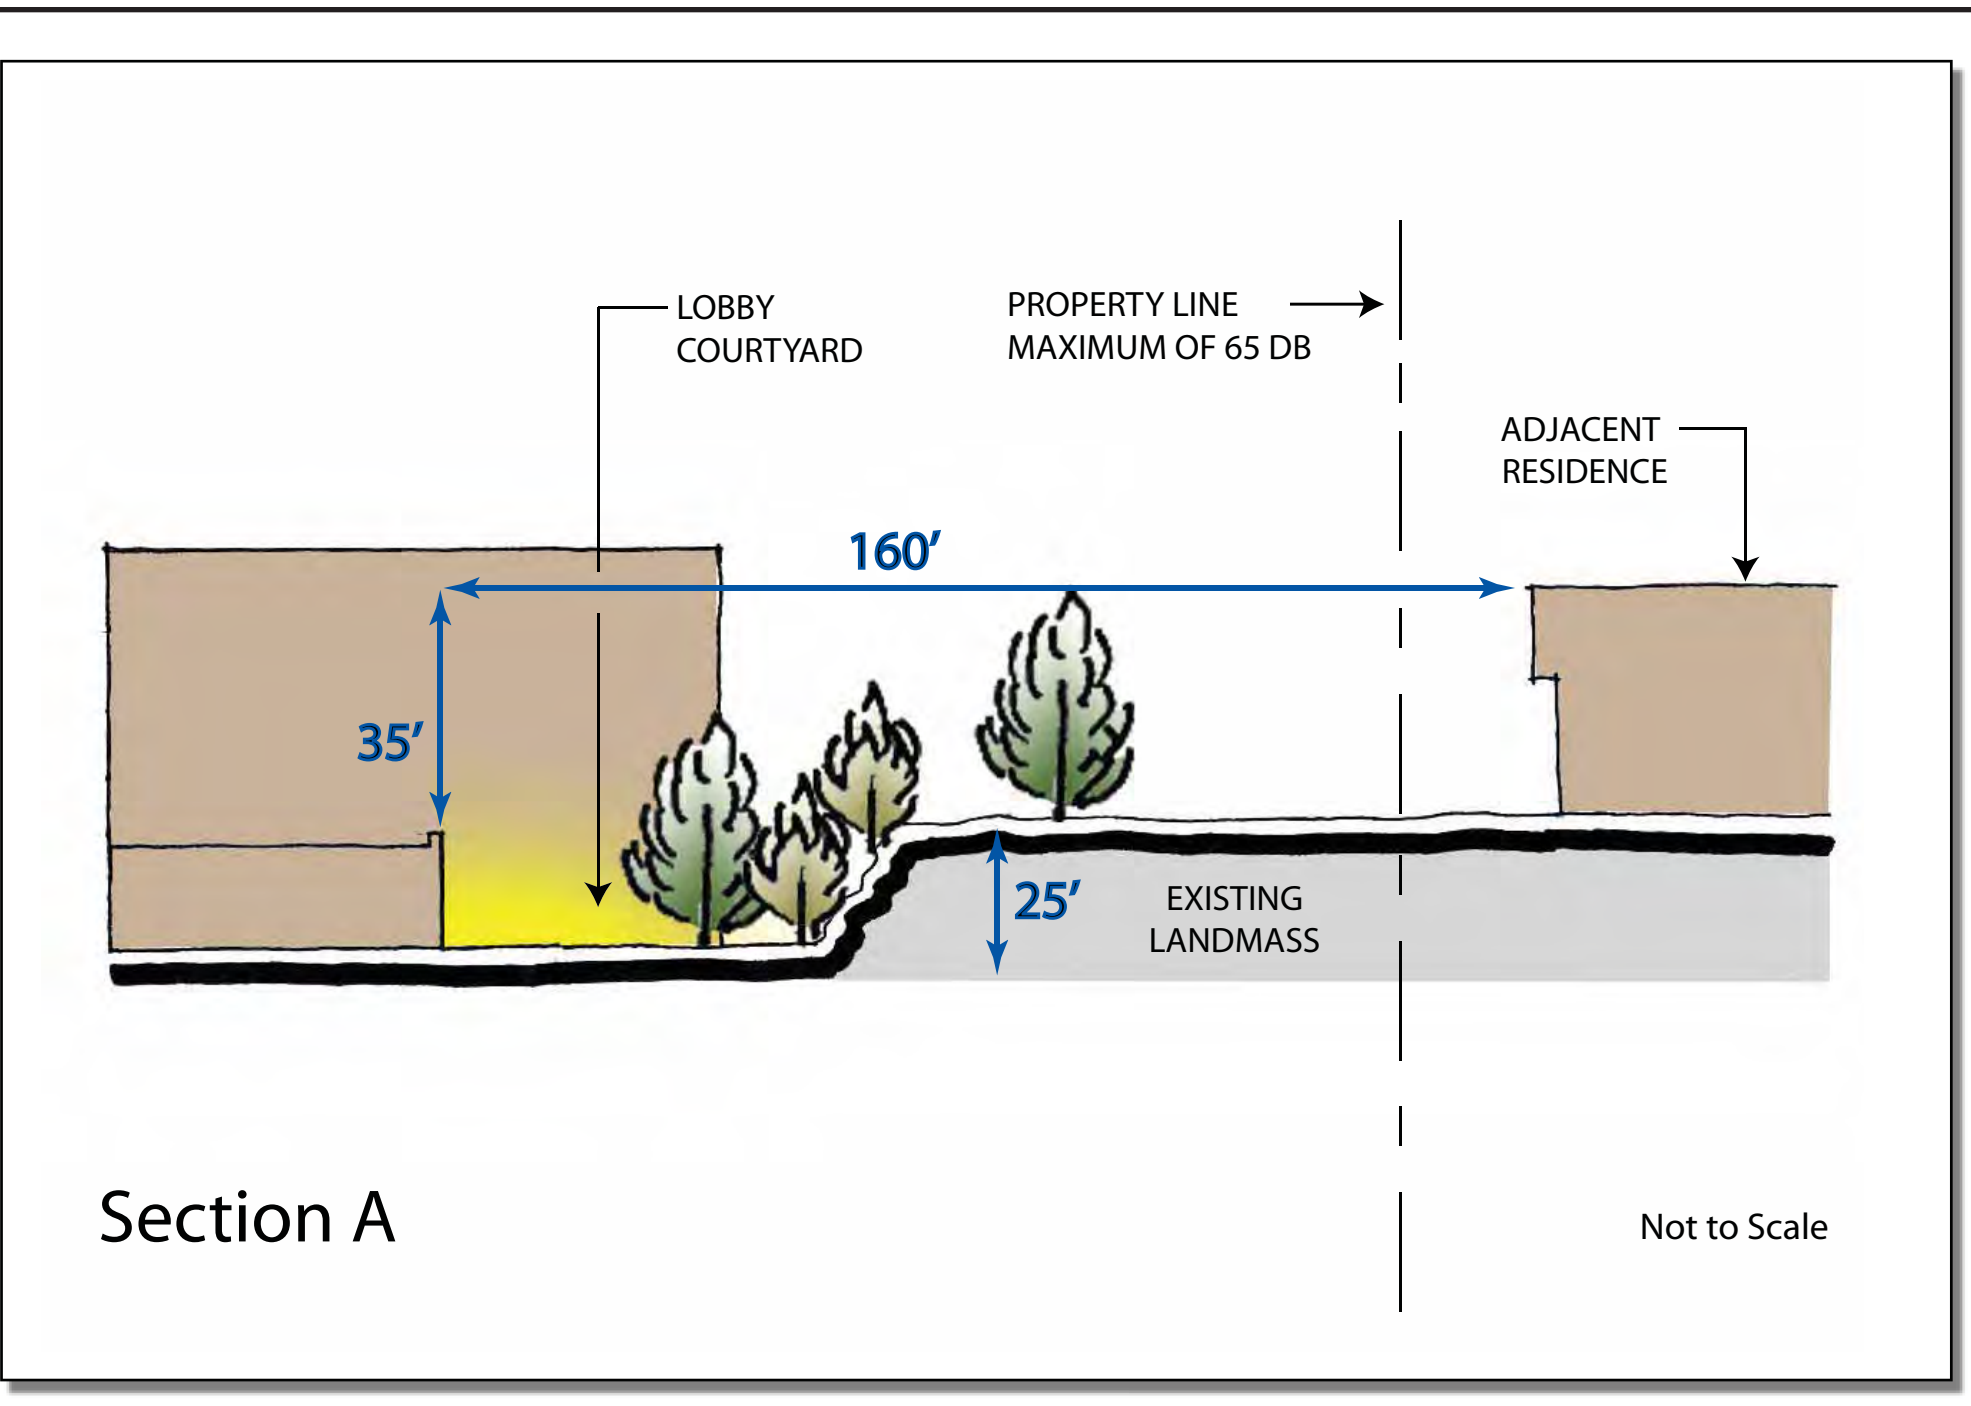 LOBBY
COURTYARD
PROPERTY LINE
MAXIMUM OF 65 DB
ADJACENT
RESIDENCE
160’
35’
25’
EXISTING
LANDMASS
Section A
Not to Scale